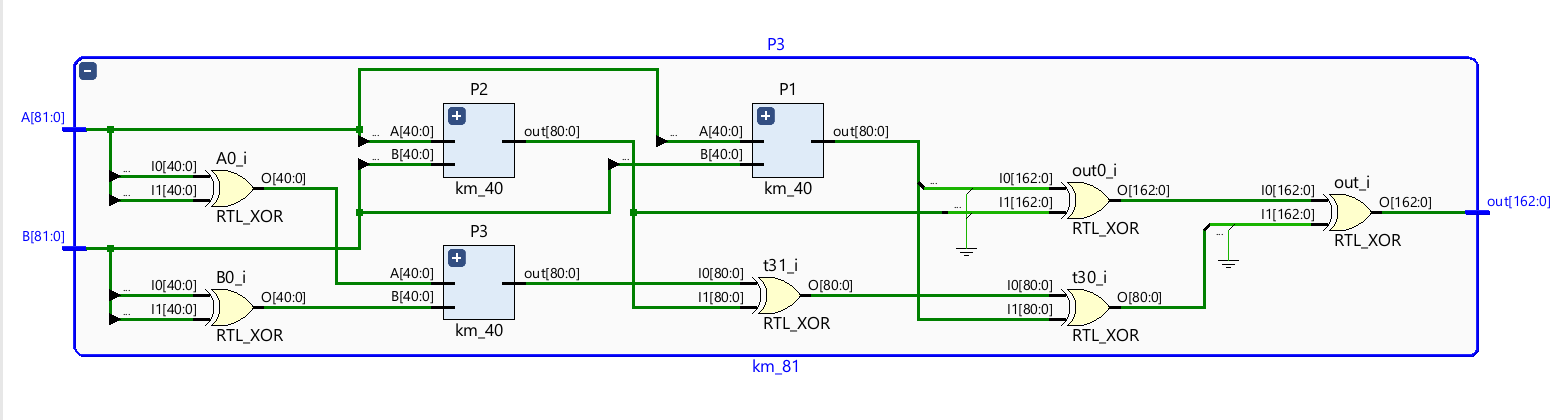 P3
A[81:0]
B[81:0]
... I0[40:0]
... I1[40:0]
A0_i
O[40:0]
RTL_XOR
... I0[40:0]
... I1[40:0]
B0_i
O[40:0]
RTL_XOR
P2
... A[40:0]
... B[40:0]
out[80:0]
km_40
P3
A[40:0]
B[40:0]
out[80:0]
km_40
P1
... A[40:0]
... B[40:0]
out[80:0]
km_40
I0[80:0]
I1[80:0]
t31_i
O[80:0]
RTL_XOR
... I0[162:0]
... I1[162:0]
out0_i
O[162:0]
RTL_XOR
I0[80:0]
I1[80:0]
t30_i
O[80:0]
RTL_XOR
I0[162:0]
... I1[162:0]
out_i
O[162:0]
RTL_XOR
out[162:0]
km_81